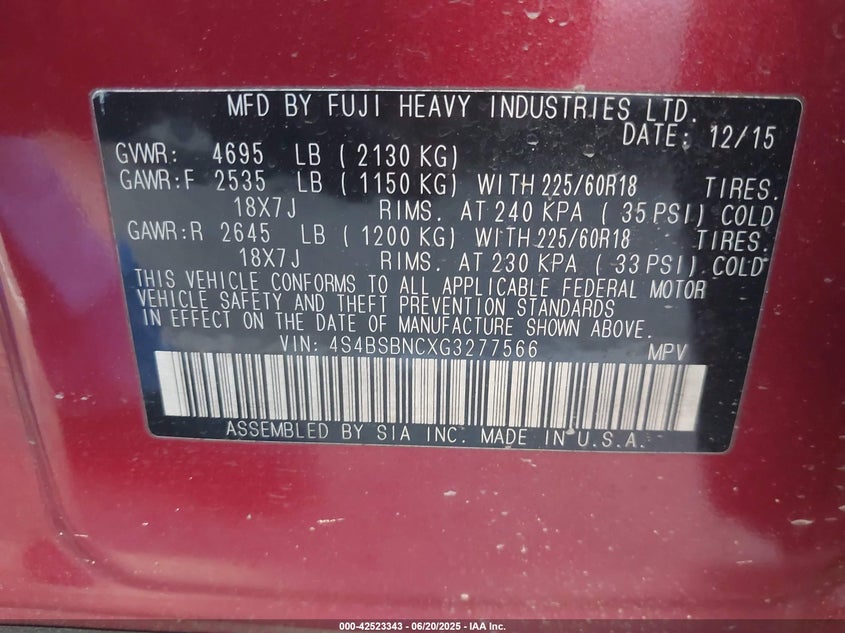 MFD BY FUJI HEAVY INDUSTRIES LTD.
DATE: 12/15
GVWR: 4695 LB ( 2130 KG)
GAWR:F 2535 LB ( 1150 KG) WITH 225/60R18 TIRES.
18X7J RIMS. AT 240 KPA ( 35 PSI) COLD
GAWR:R 2645 LB ( 1200 KG) WITH 225/60R18 TIRES.
18X7J RIMS. AT 230 KPA ( 33 PSI) COLD
THIS VEHICLE CONFORMS TO ALL APPLICABLE FEDERAL MOTOR
VEHICLE SAFETY AND THEFT PREVENTION STANDARDS
IN EFFECT ON THE DATE OF MANUFACTURE SHOWN ABOVE.
VIN: 4S4BSBNCXG3277566 MPV
ASSEMBLED BY SIA INC. MADE IN U.S.A.
000-42523343 - 06/20/2025 - IAA Inc.